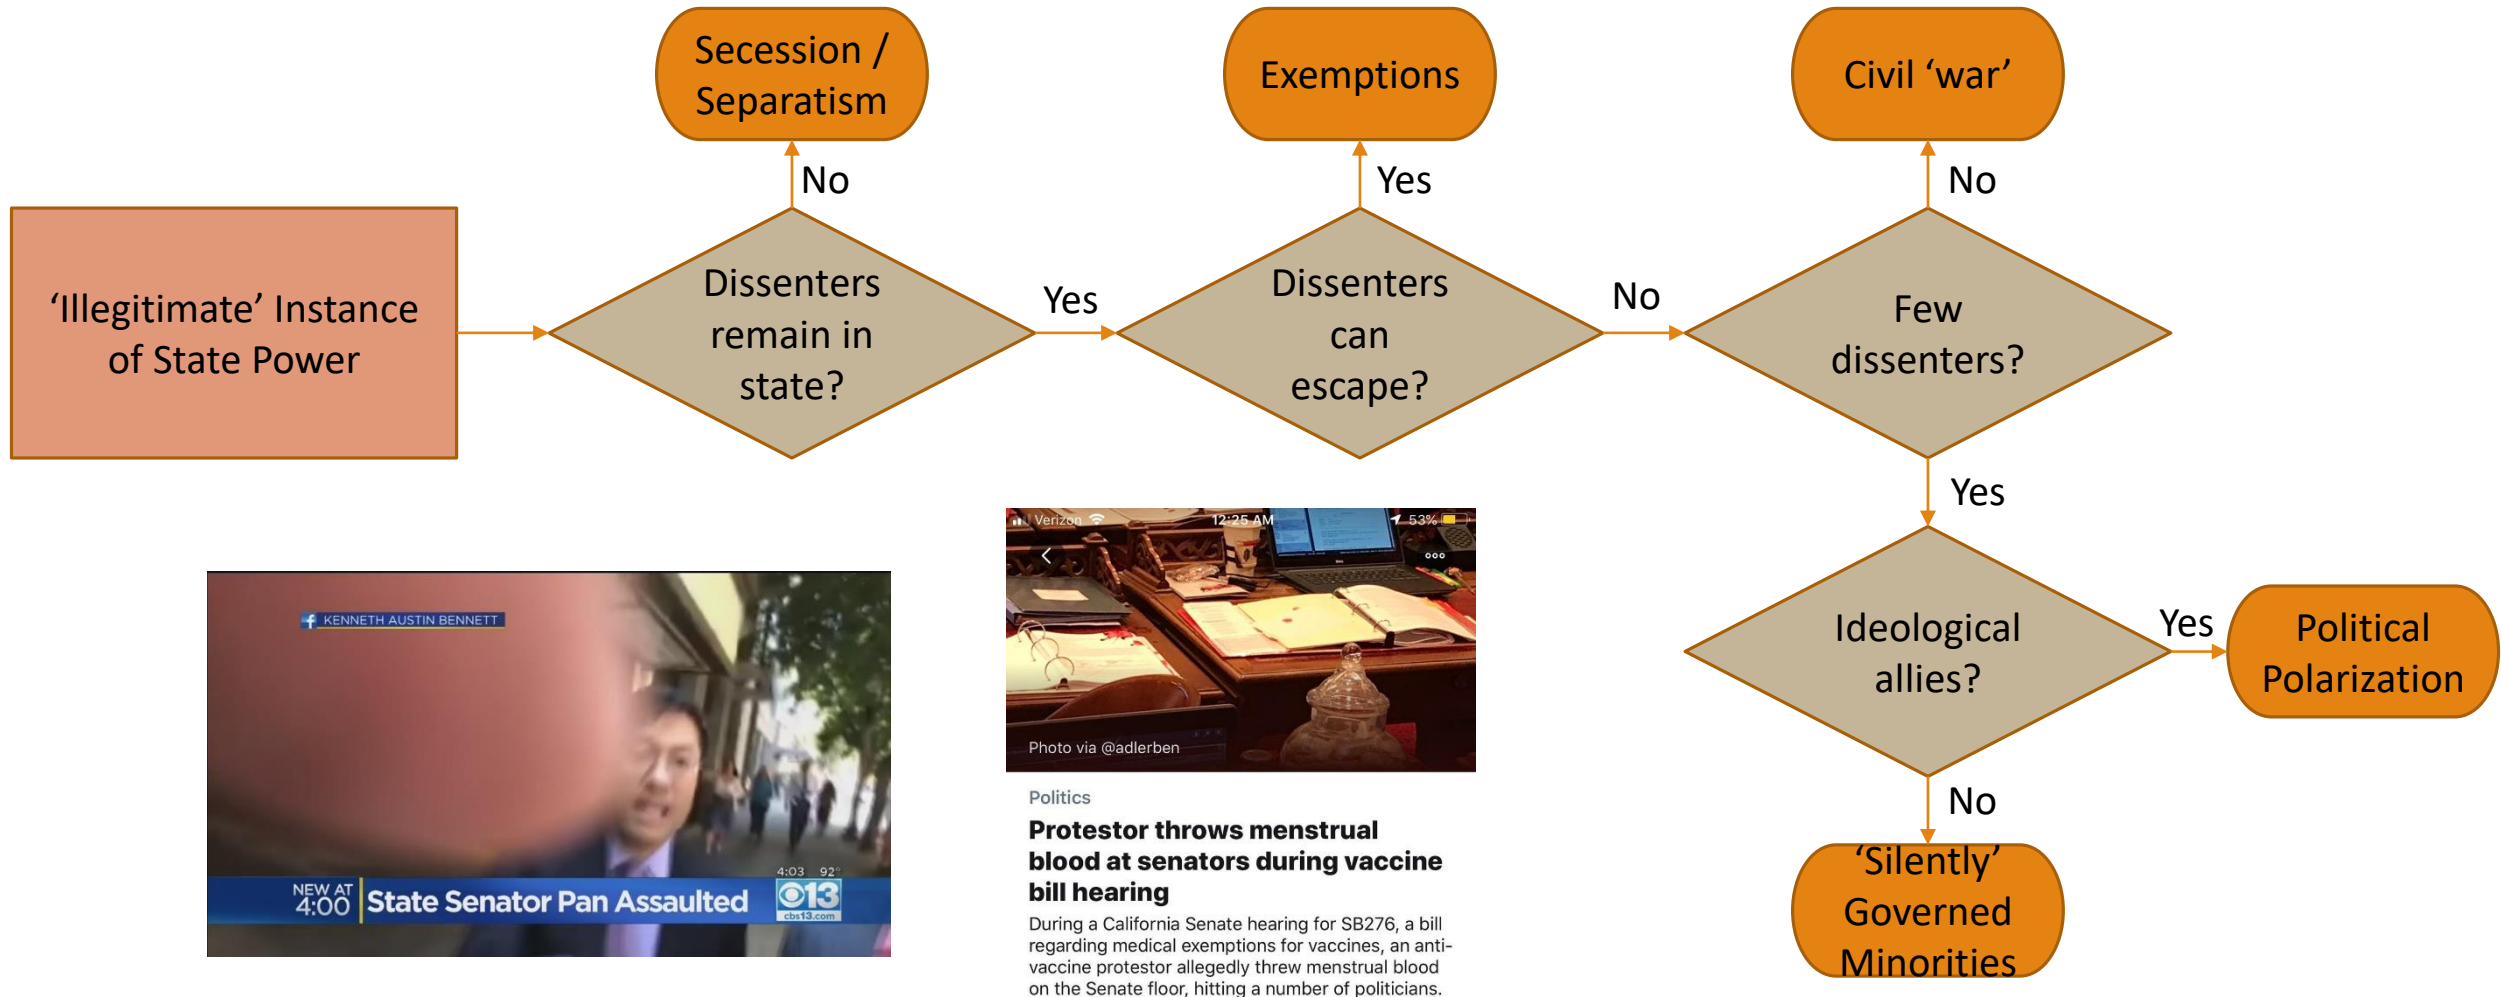 Secession /
Separatism
Exemptions
Civil ‘war’
No
Yes
No
‘Illegitimate’ Instance
of State Power
Dissenters
remain in
state?
Yes
Dissenters
can
escape?
No
Few
dissenters?
Yes
Ideological
allies?
Yes
Political
Polarization
No
‘Silently’
Governed
Minorities
KENNETH AUSTIN BENNETT
4:03 92°
NEW AT
4:00
State Senator Pan Assaulted
13
cbs13.com
Verizon
12:25 AM
53%
Photo via @adlerben
Politics
Protestor throws menstrual
blood at senators during vaccine
bill hearing
During a California Senate hearing for SB276, a bill
regarding medical exemptions for vaccines, an anti-
vaccine protestor allegedly threw menstrual blood
on the Senate floor, hitting a number of politicians.